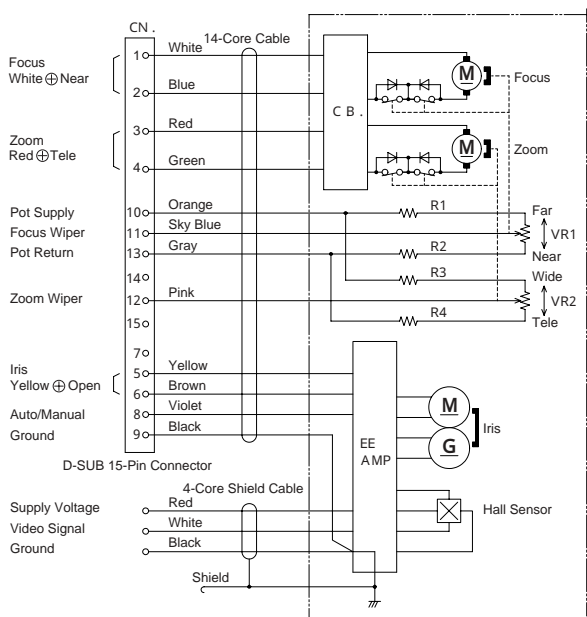 CN.
14-Core Cable
Focus
White ⊕ Near
1 White
2 Blue
Zoom
Red ⊕ Tele
3 Red
4 Green
CB.
M
Focus
M
Zoom
Pot Supply 10 Orange R1 Far
Focus Wiper 11 Sky Blue VR1
Pot Return 13 Gray R2 Near
14 R3 Wide
Zoom Wiper 12 Pink VR2
15 R4 Tele
7
Iris
Yellow ⊕ Open
5 Yellow
6 Brown
Auto/Manual 8 Violet
Ground 9 Black
EE
AMP
M
G
Iris
D-SUB 15-Pin Connector
4-Core Shield Cable
Supply Voltage Red
Video Signal White
Ground Black
Hall Sensor
Shield